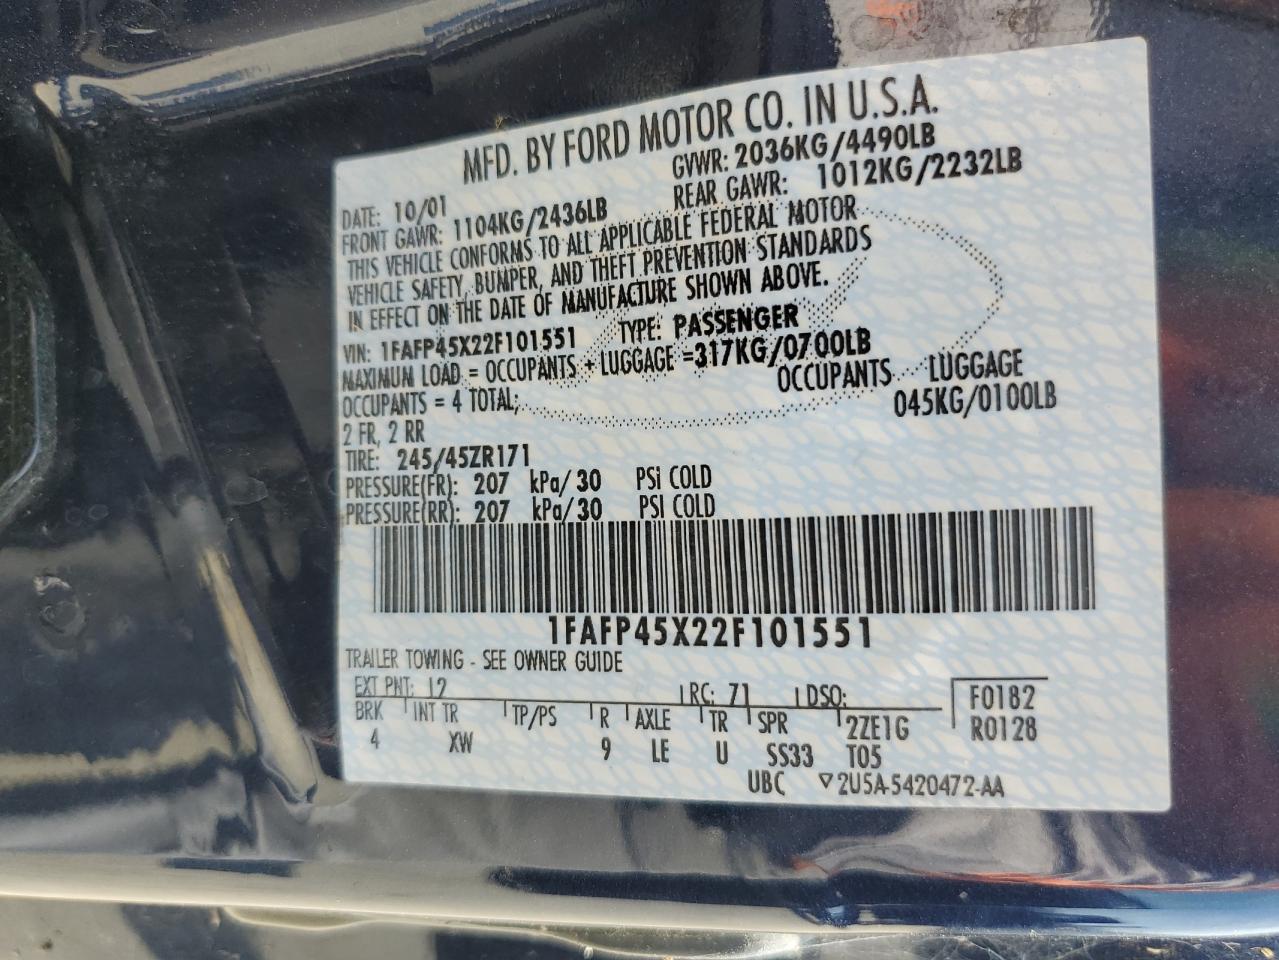 MFD. BY FORD MOTOR CO. IN U.S.A.
DATE: 10/01 GVWR: 2036KG/4490LB
FRONT GAWR: 1104KG/2436LB REAR GAWR: 1012KG/2232LB
THIS VEHICLE CONFORMS TO ALL APPLICABLE FEDERAL MOTOR
VEHICLE SAFETY, BUMPER, AND THEFT PREVENTION STANDARDS
IN EFFECT ON THE DATE OF MANUFACTURE SHOWN ABOVE.
VIN: 1FAFP45X22F101551 TYPE: PASSENGER
MAXIMUM LOAD = OCCUPANTS + LUGGAGE =317KG/0700LB
OCCUPANTS = 4 TOTAL; OCCUPANTS LUGGAGE
2 FR, 2 RR 045KG/0100LB
TIRE: 245/45ZR171
PRESSURE(FR): 207 kPa/30 PSi COLD
PRESSURE(RR): 207 kPa/30 PSI COLD
1FAFP45X22F101551
TRAILER TOWING - SEE OWNER GUIDE
EXT PNT: 12 RC: 71 DSO: F0182
BRK INT TR TP/PS R AXLE TR SPR 2ZE1G R0128
4 XW 9 LE U SS33 T05
UBC ▽2U5A-5420472-AA